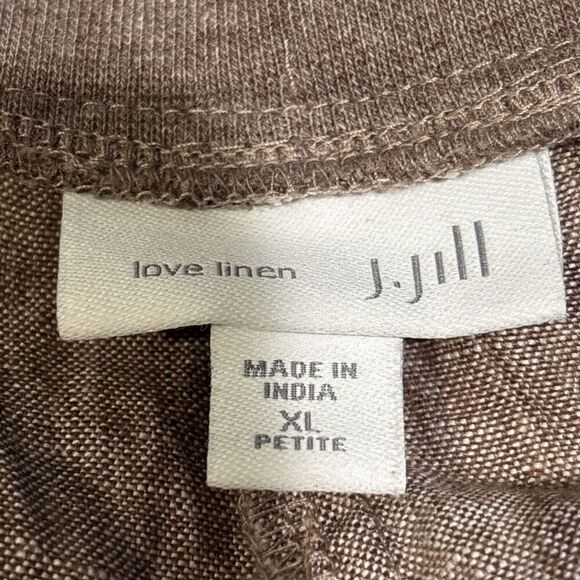 love linen J.Jill
MADE IN
INDIA
XL
PETITE